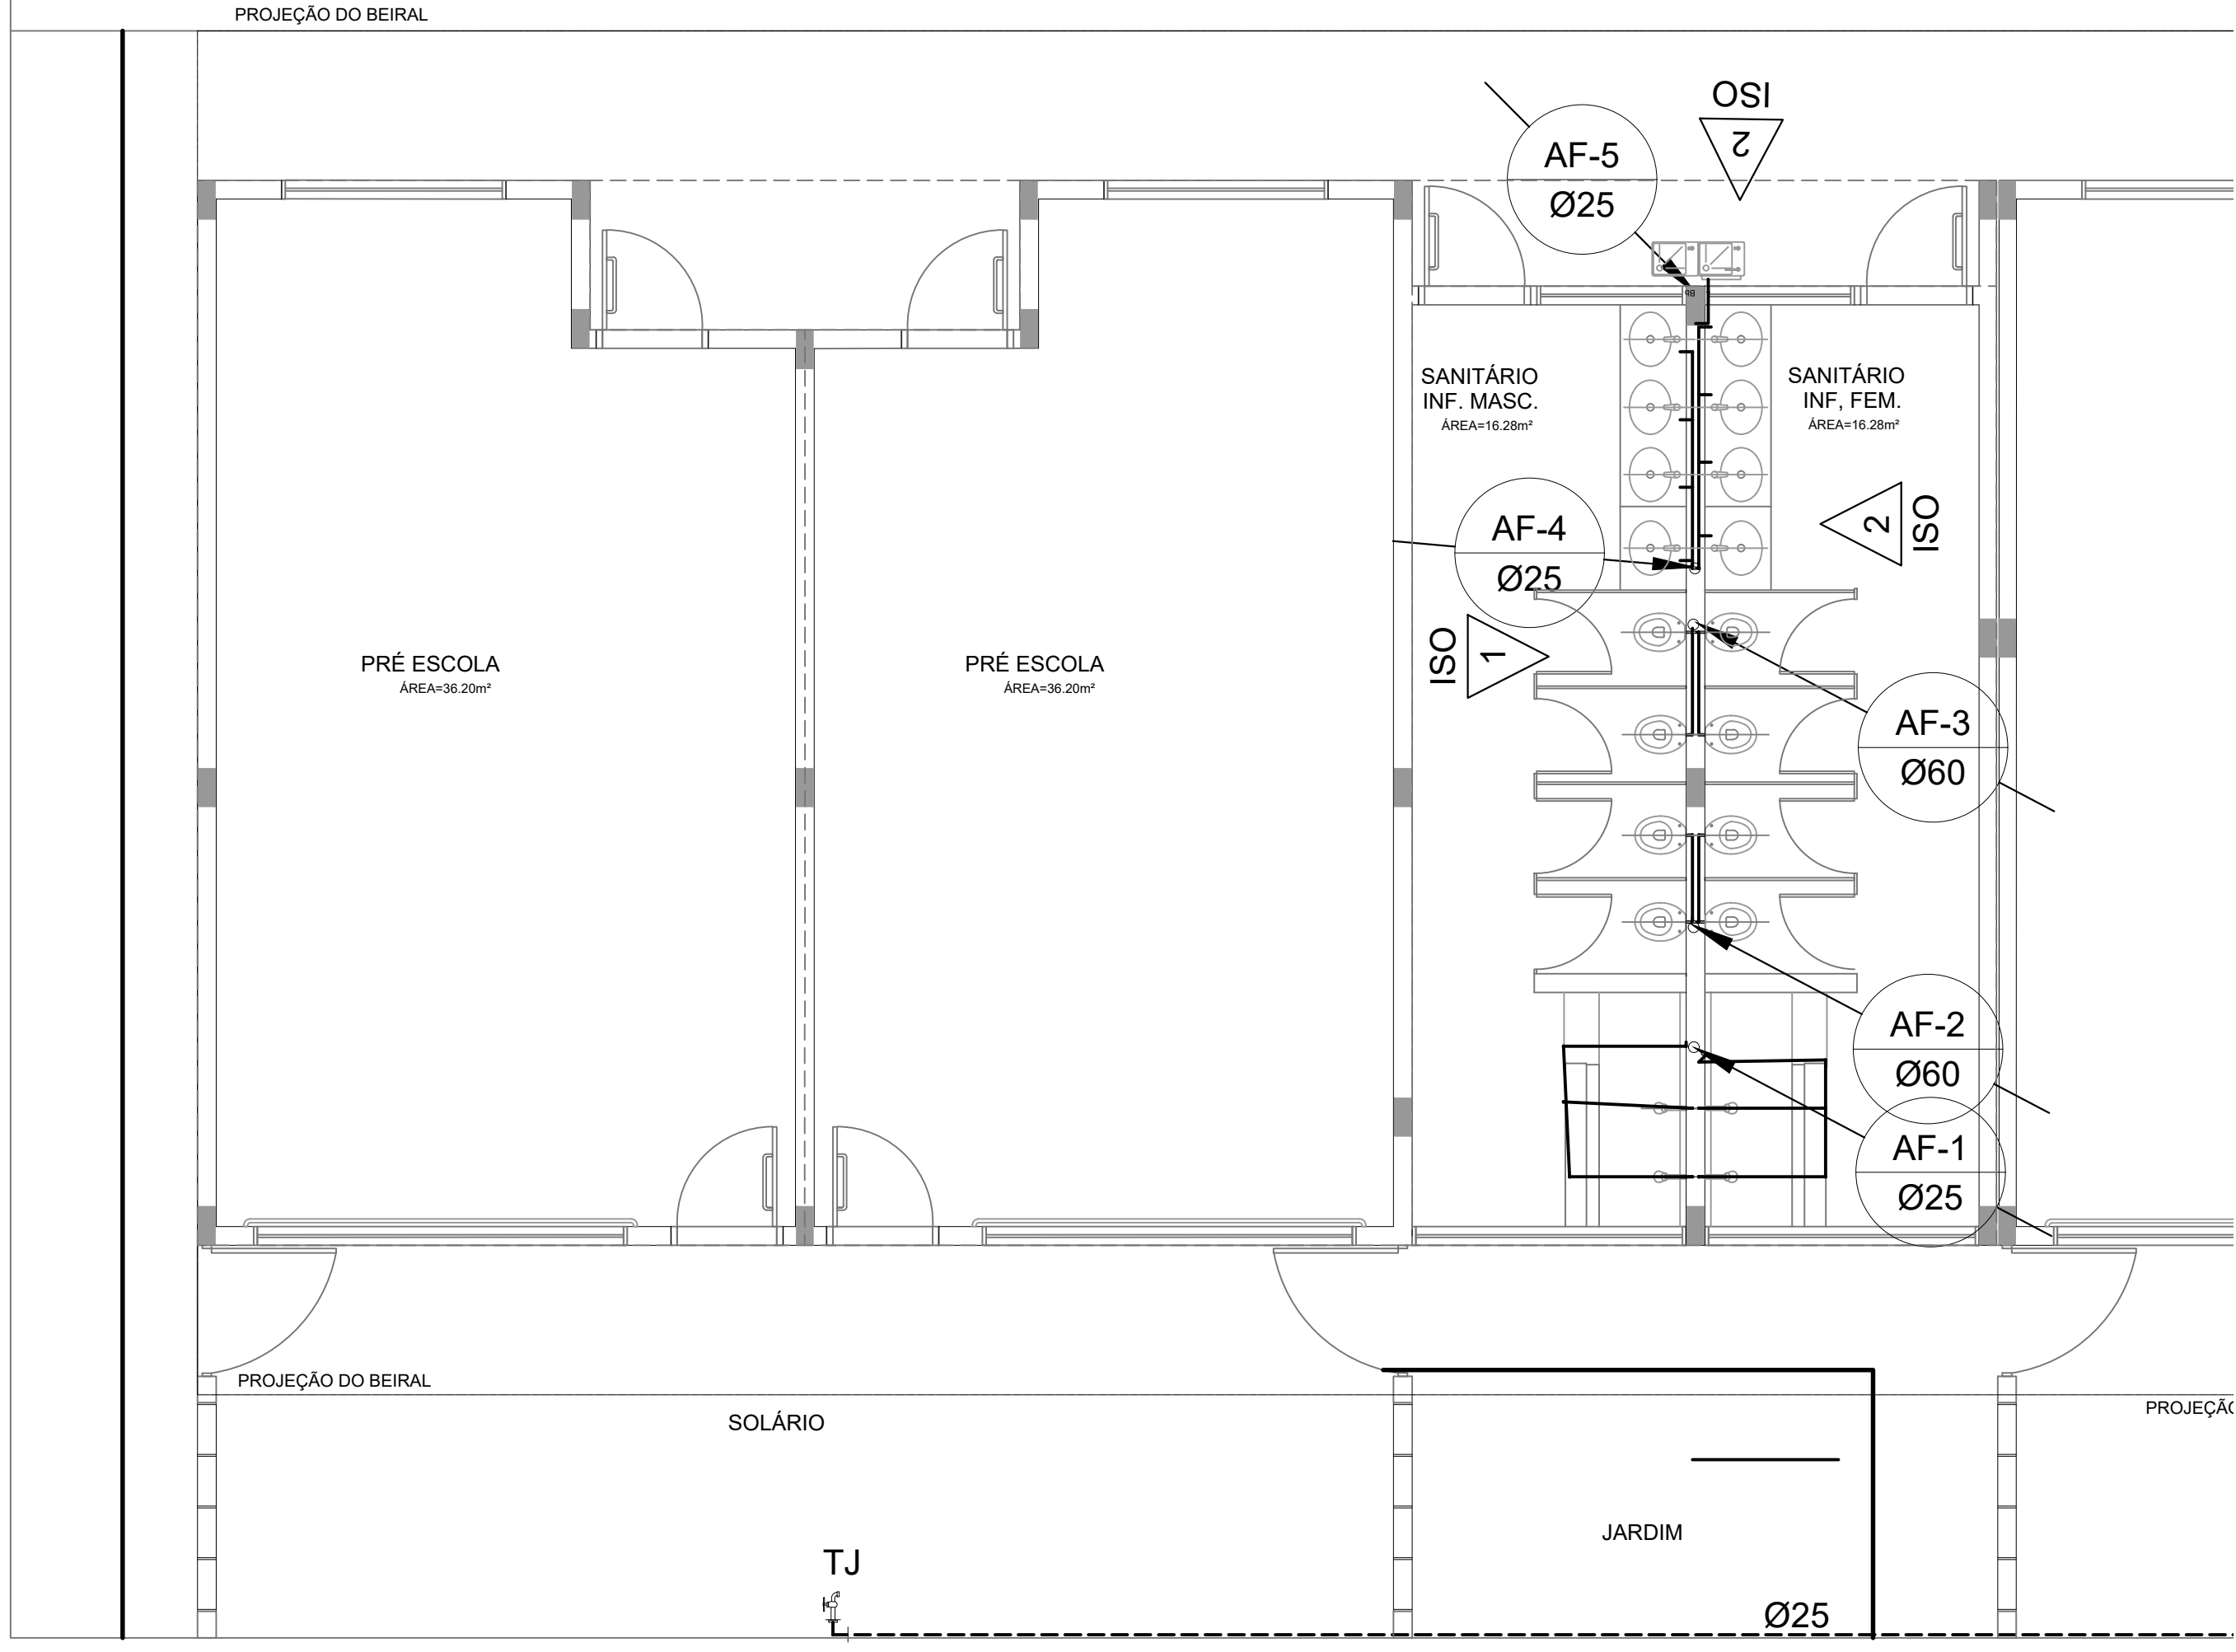 PROJEÇÃO DO BEIRAL
ISO
2
AF-5
Ø25
SANITÁRIO
INF. MASC.
ÁREA=16.28m²
SANITÁRIO
INF, FEM.
ÁREA=16.28m²
AF-4
Ø25
2
ISO
ISO
1
PRÉ ESCOLA
ÁREA=36.20m²
PRÉ ESCOLA
ÁREA=36.20m²
AF-3
Ø60
AF-2
Ø60
AF-1
Ø25
PROJEÇÃO DO BEIRAL
SOLÁRIO
PROJEÇÃO
JARDIM
TJ
Ø25